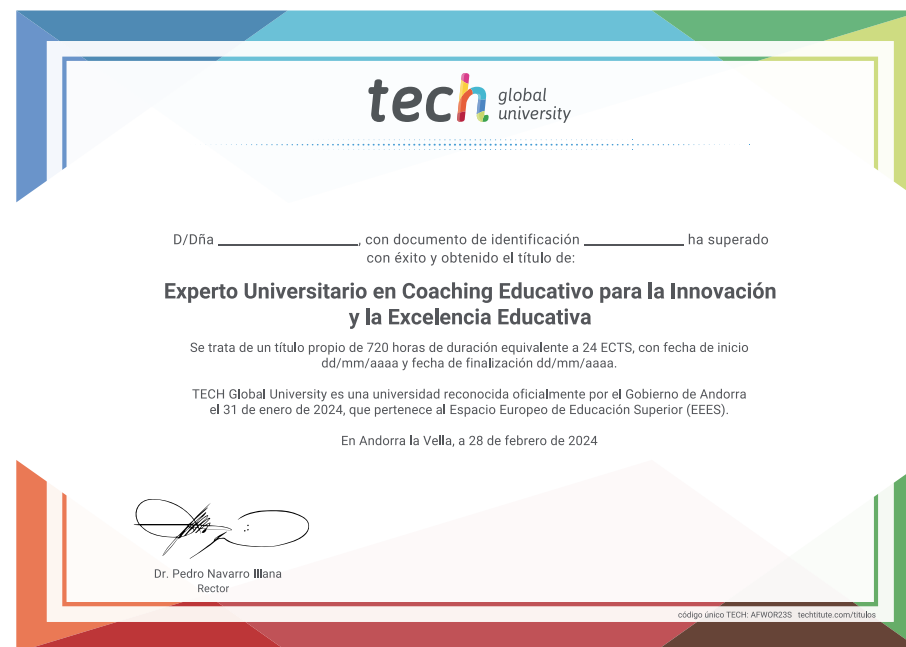 tech global university
D/Dña ____________, con documento de identificación ____________ ha superado
con éxito y obtenido el título de:
Experto Universitario en Coaching Educativo para la Innovación
y la Excelencia Educativa
Se trata de un título propio de 720 horas de duración equivalente a 24 ECTS, con fecha de inicio
dd/mm/aaaa y fecha de finalización dd/mm/aaaa.
TECH Global University es una universidad reconocida oficialmente por el Gobierno de Andorra
el 31 de enero de 2024, que pertenece al Espacio Europeo de Educación Superior (EEES).
En Andorra la Vella, a 28 de febrero de 2024
Dr. Pedro Navarro Illana
Rector
código único TECH: AFWOR23S techtitute.com/titulos